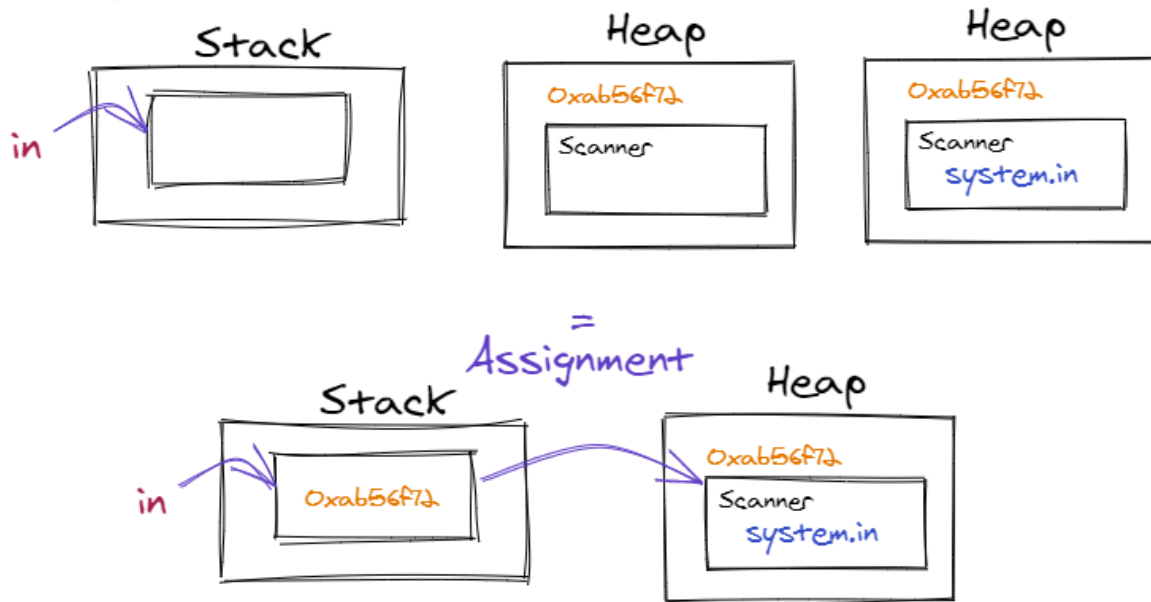 Stack
Heap
Heap
in
0xab56f72
Scanner
0xab56f72
Scanner
system.in
=
Assignment
Stack
Heap
in
0xab56f72
0xab56f72
Scanner
system.in